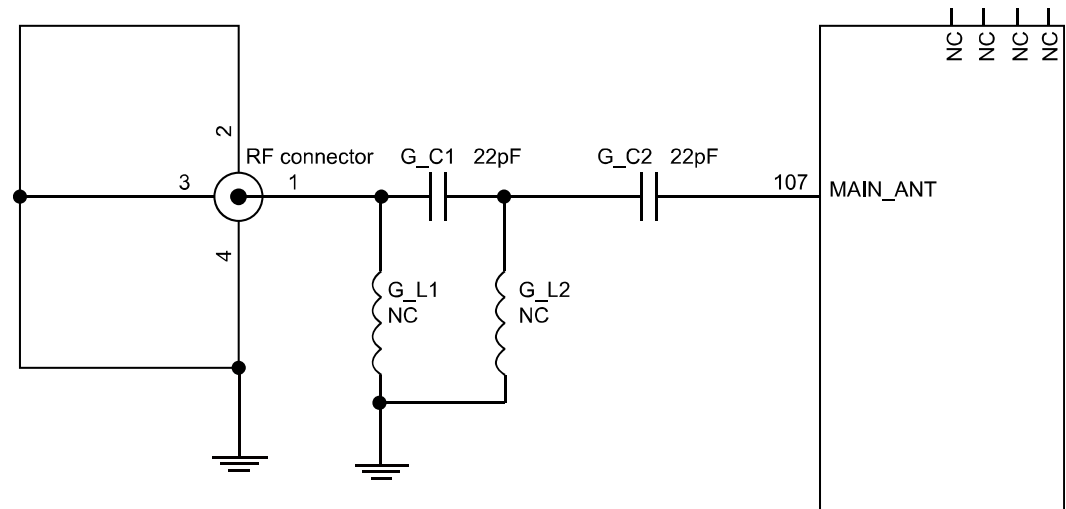 NC NC NC NC
2
RF connector
G_C1 22pF
G_C2 22pF
3
1
107
MAIN_ANT
4
G_L1
NC
G_L2
NC